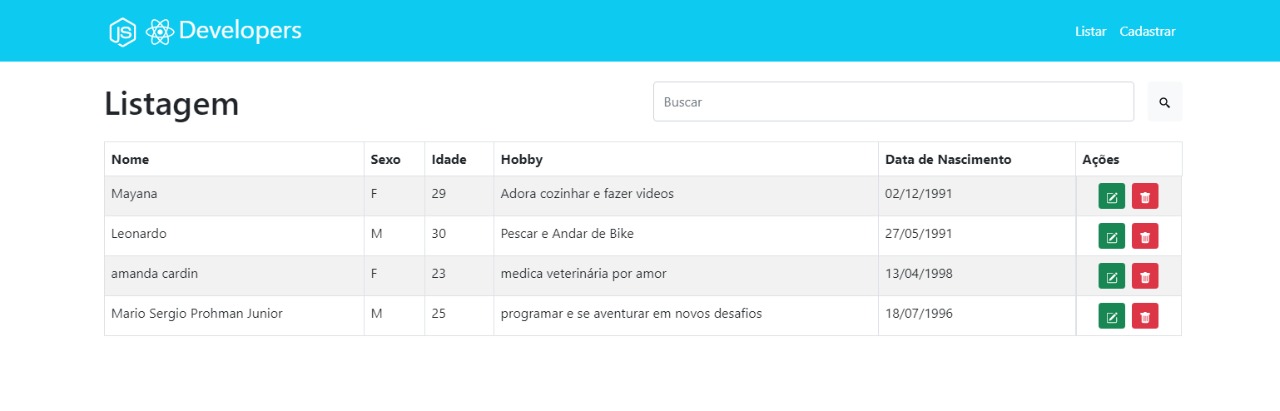 JS Developers Listar Cadastrar
Listagem Buscar
Nome Sexo Idade Hobby Data de Nascimento Ações
Mayana F 29 Adora cozinhar e fazer videos 02/12/1991
Leonardo M 30 Pescar e Andar de Bike 27/05/1991
amanda cardin F 23 medica veterinária por amor 13/04/1998
Mario Sergio Prohman Junior M 25 programar e se aventurar em novos desafios 18/07/1996